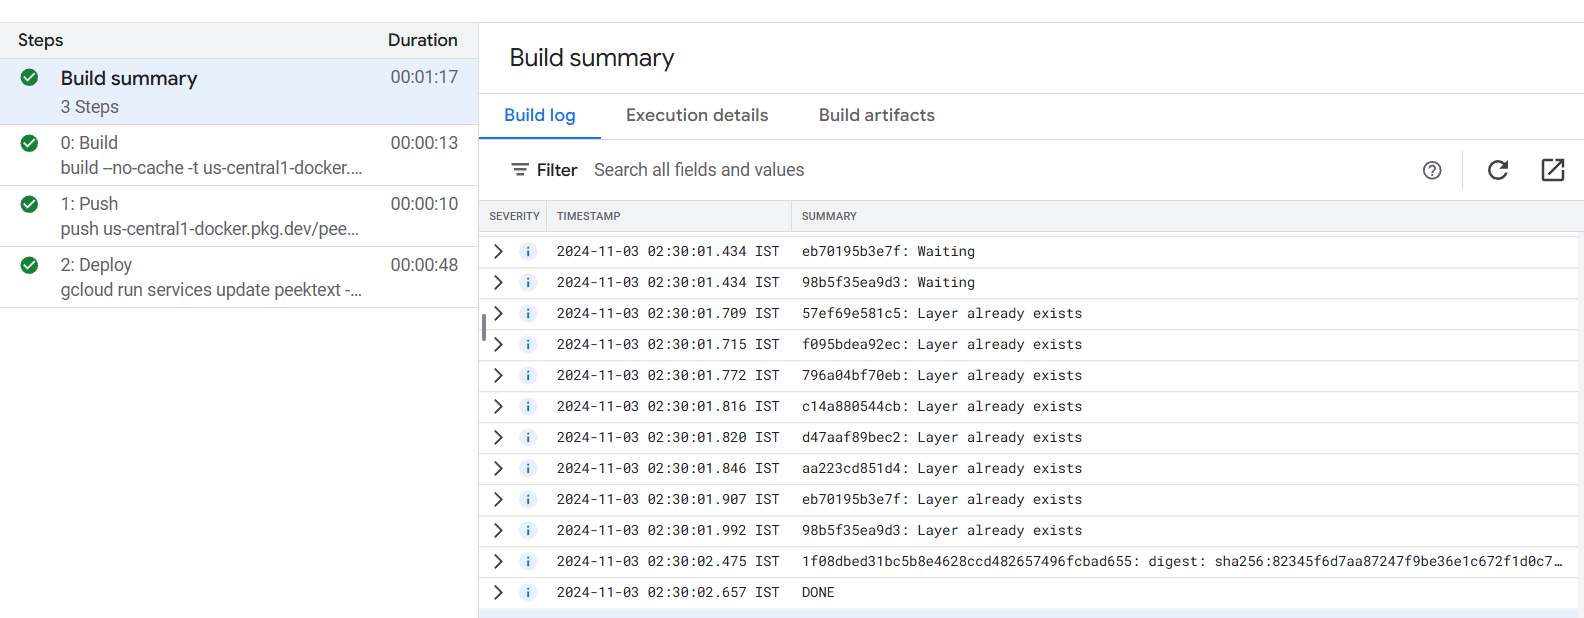 Steps Duration
Build summary 00:01:17
3 Steps
0: Build 00:00:13
build --no-cache -t us-central1-docker....
1: Push 00:00:10
push us-central1-docker.pkg.dev/pee...
2: Deploy 00:00:48
gcloud run services update peektext -...
Build summary
Build log Execution details Build artifacts
Filter Search all fields and values
SEVERITY TIMESTAMP SUMMARY
2024-11-03 02:30:01.434 IST eb70195b3e7f: Waiting
2024-11-03 02:30:01.434 IST 98b5f35ea9d3: Waiting
2024-11-03 02:30:01.709 IST 57ef69e581c5: Layer already exists
2024-11-03 02:30:01.715 IST f095bdea92ec: Layer already exists
2024-11-03 02:30:01.772 IST 796a04bf70eb: Layer already exists
2024-11-03 02:30:01.816 IST c14a880544cb: Layer already exists
2024-11-03 02:30:01.820 IST d47aaf89bec2: Layer already exists
2024-11-03 02:30:01.846 IST aa223cd851d4: Layer already exists
2024-11-03 02:30:01.907 IST eb70195b3e7f: Layer already exists
2024-11-03 02:30:01.992 IST 98b5f35ea9d3: Layer already exists
2024-11-03 02:30:02.475 IST 1f08dbed31bc5b8e4628ccd482657496fcbad655: digest: sha256:82345f6d7aa87247f9be36e1c672f1d0c7…
2024-11-03 02:30:02.657 IST DONE